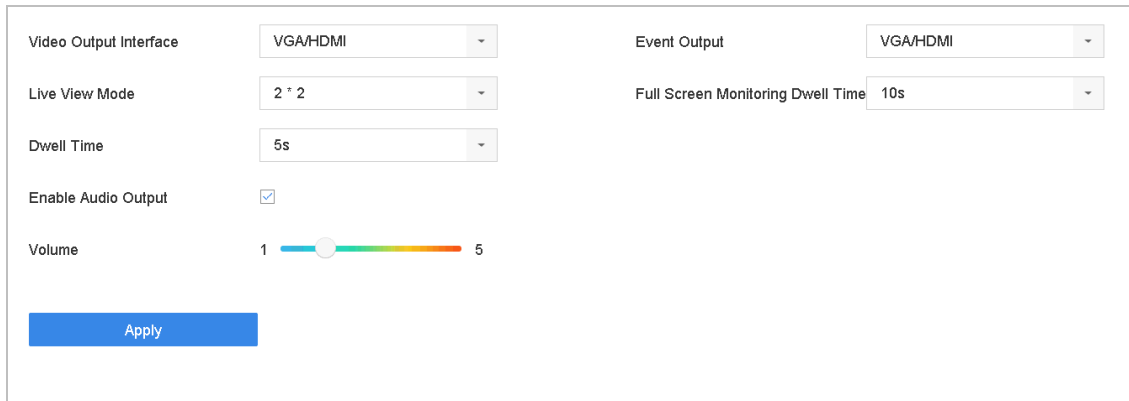 Video Output Interface VGA/HDMI Event Output VGA/HDMI
Live View Mode 2 * 2 Full Screen Monitoring Dwell Time 10s
Dwell Time 5s
Enable Audio Output
Volume 1 5
Apply